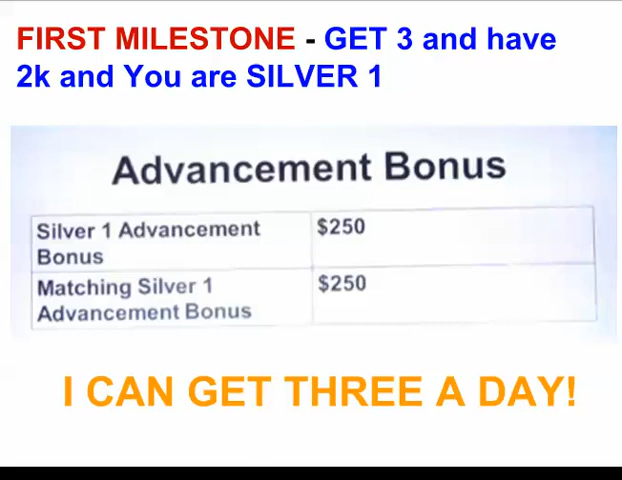 FIRST MILESTONE - GET 3 and have
2k and You are SILVER 1
Advancement Bonus
Silver 1 Advancement
Bonus
$250
Matching Silver 1
Advancement Bonus
$250
I CAN GET THREE A DAY!